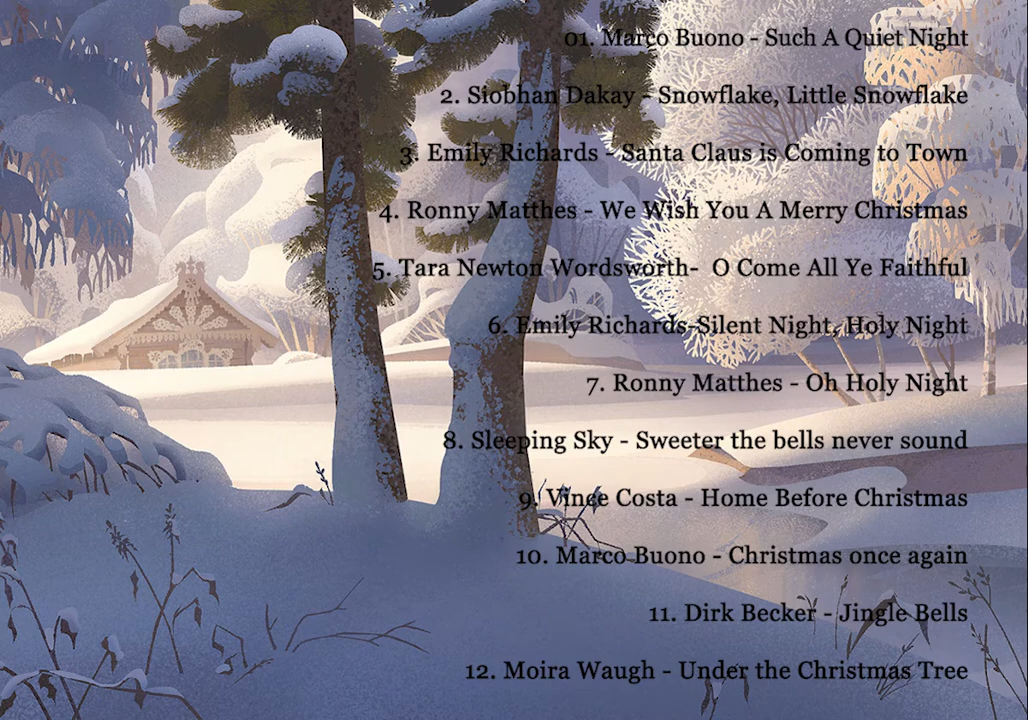 01. Marco Buono - Such A Quiet Night
2. Siobhan Dakay - Snowflake, Little Snowflake
3. Emily Richards - Santa Claus is Coming to Town
4. Ronny Matthes - We Wish You A Merry Christmas
5. Tara Newton Wordsworth-  O Come All Ye Faithful
6. Emily Richards-Silent Night, Holy Night
7. Ronny Matthes - Oh Holy Night
8. Sleeping Sky - Sweeter the bells never sound
9. Vince Costa - Home Before Christmas
10. Marco Buono - Christmas once again
11. Dirk Becker - Jingle Bells
12. Moira Waugh - Under the Christmas Tree